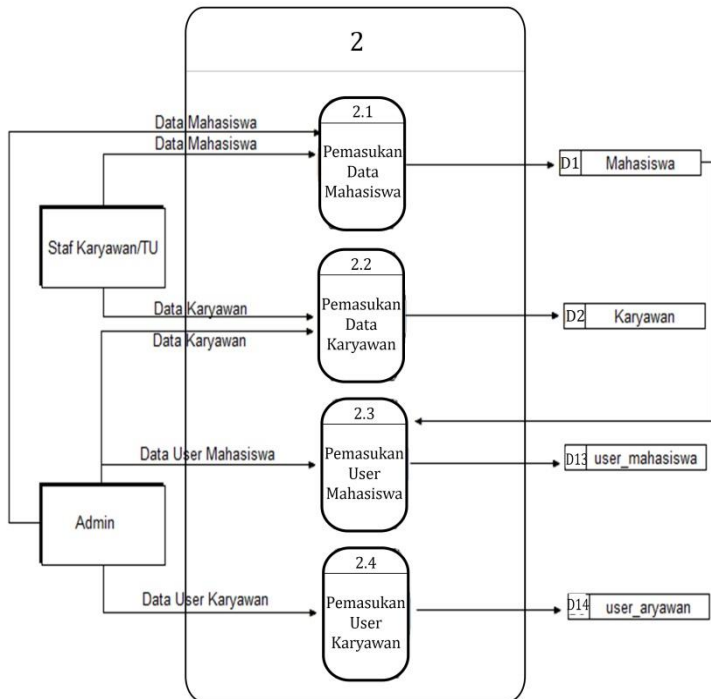 2
Data Mahasiswa
Data Mahasiswa
2.1
Pemasukan
Data
Mahasiswa
D1 Mahasiswa
Staf Karyawan/TU
Data Karyawan
Data Karyawan
2.2
Pemasukan
Data
Karyawan
D2 Karyawan
Data User Mahasiswa
2.3
Pemasukan
User
Mahasiswa
D13 user_mahasiswa
Admin
Data User Karyawan
2.4
Pemasukan
User
Karyawan
D14 user_aryawan